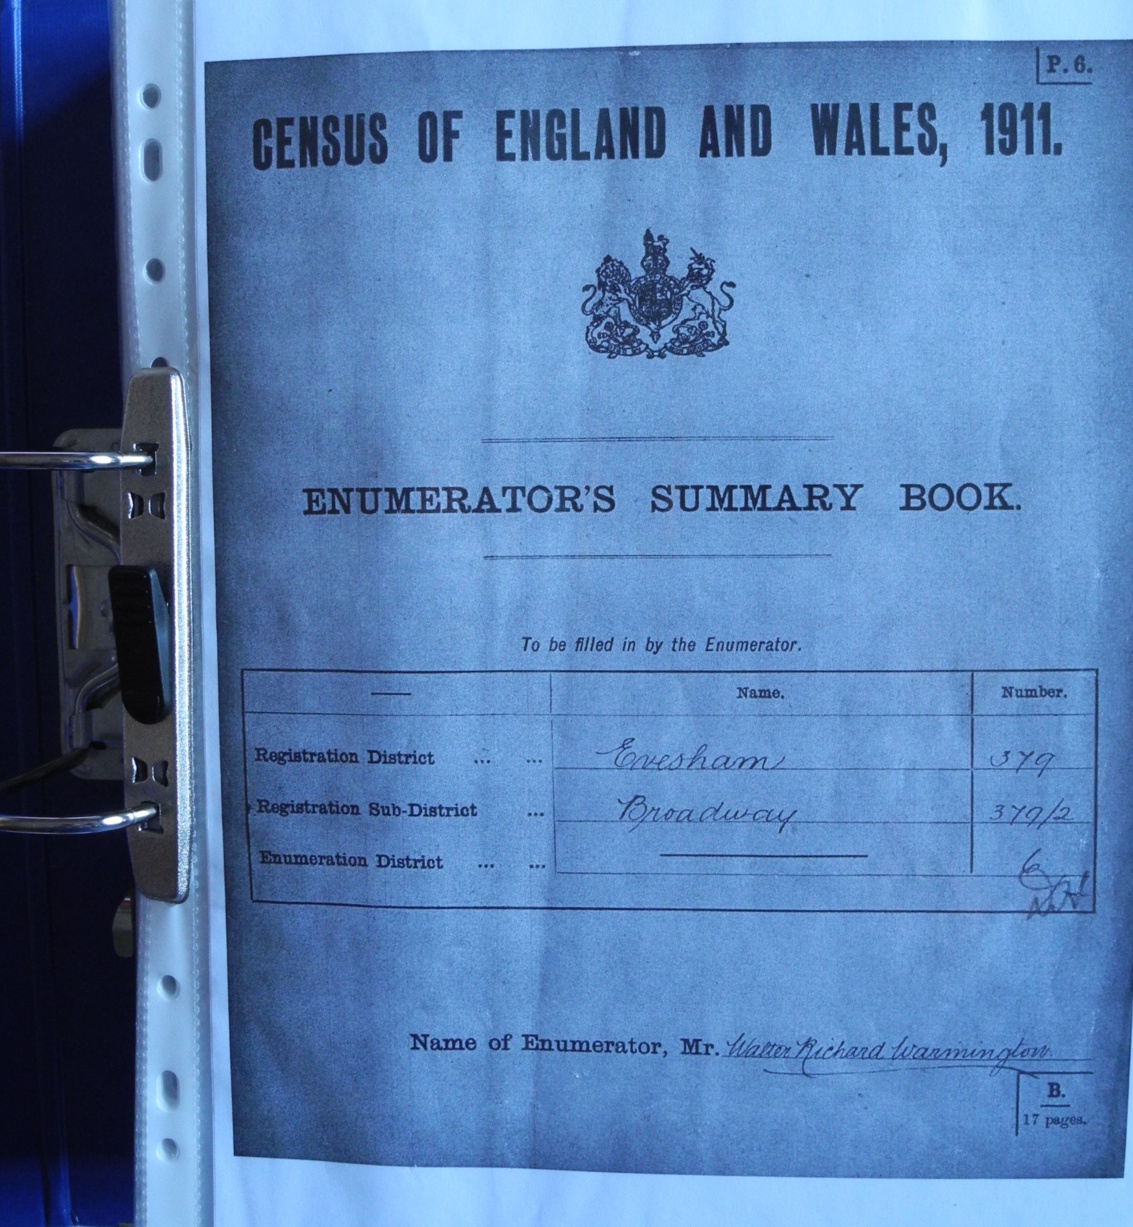 P. 6.
CENSUS OF ENGLAND AND WALES, 1911.
ENUMERATOR'S SUMMARY BOOK.
To be filled in by the Enumerator.
— Name. Number.
Registration District ... ... Evesham 379
Registration Sub-District ... Broadway 379/2
Enumeration District ... ... 6
Name of Enumerator, Mr. Walter Richard Warmington
B.
17 pages.